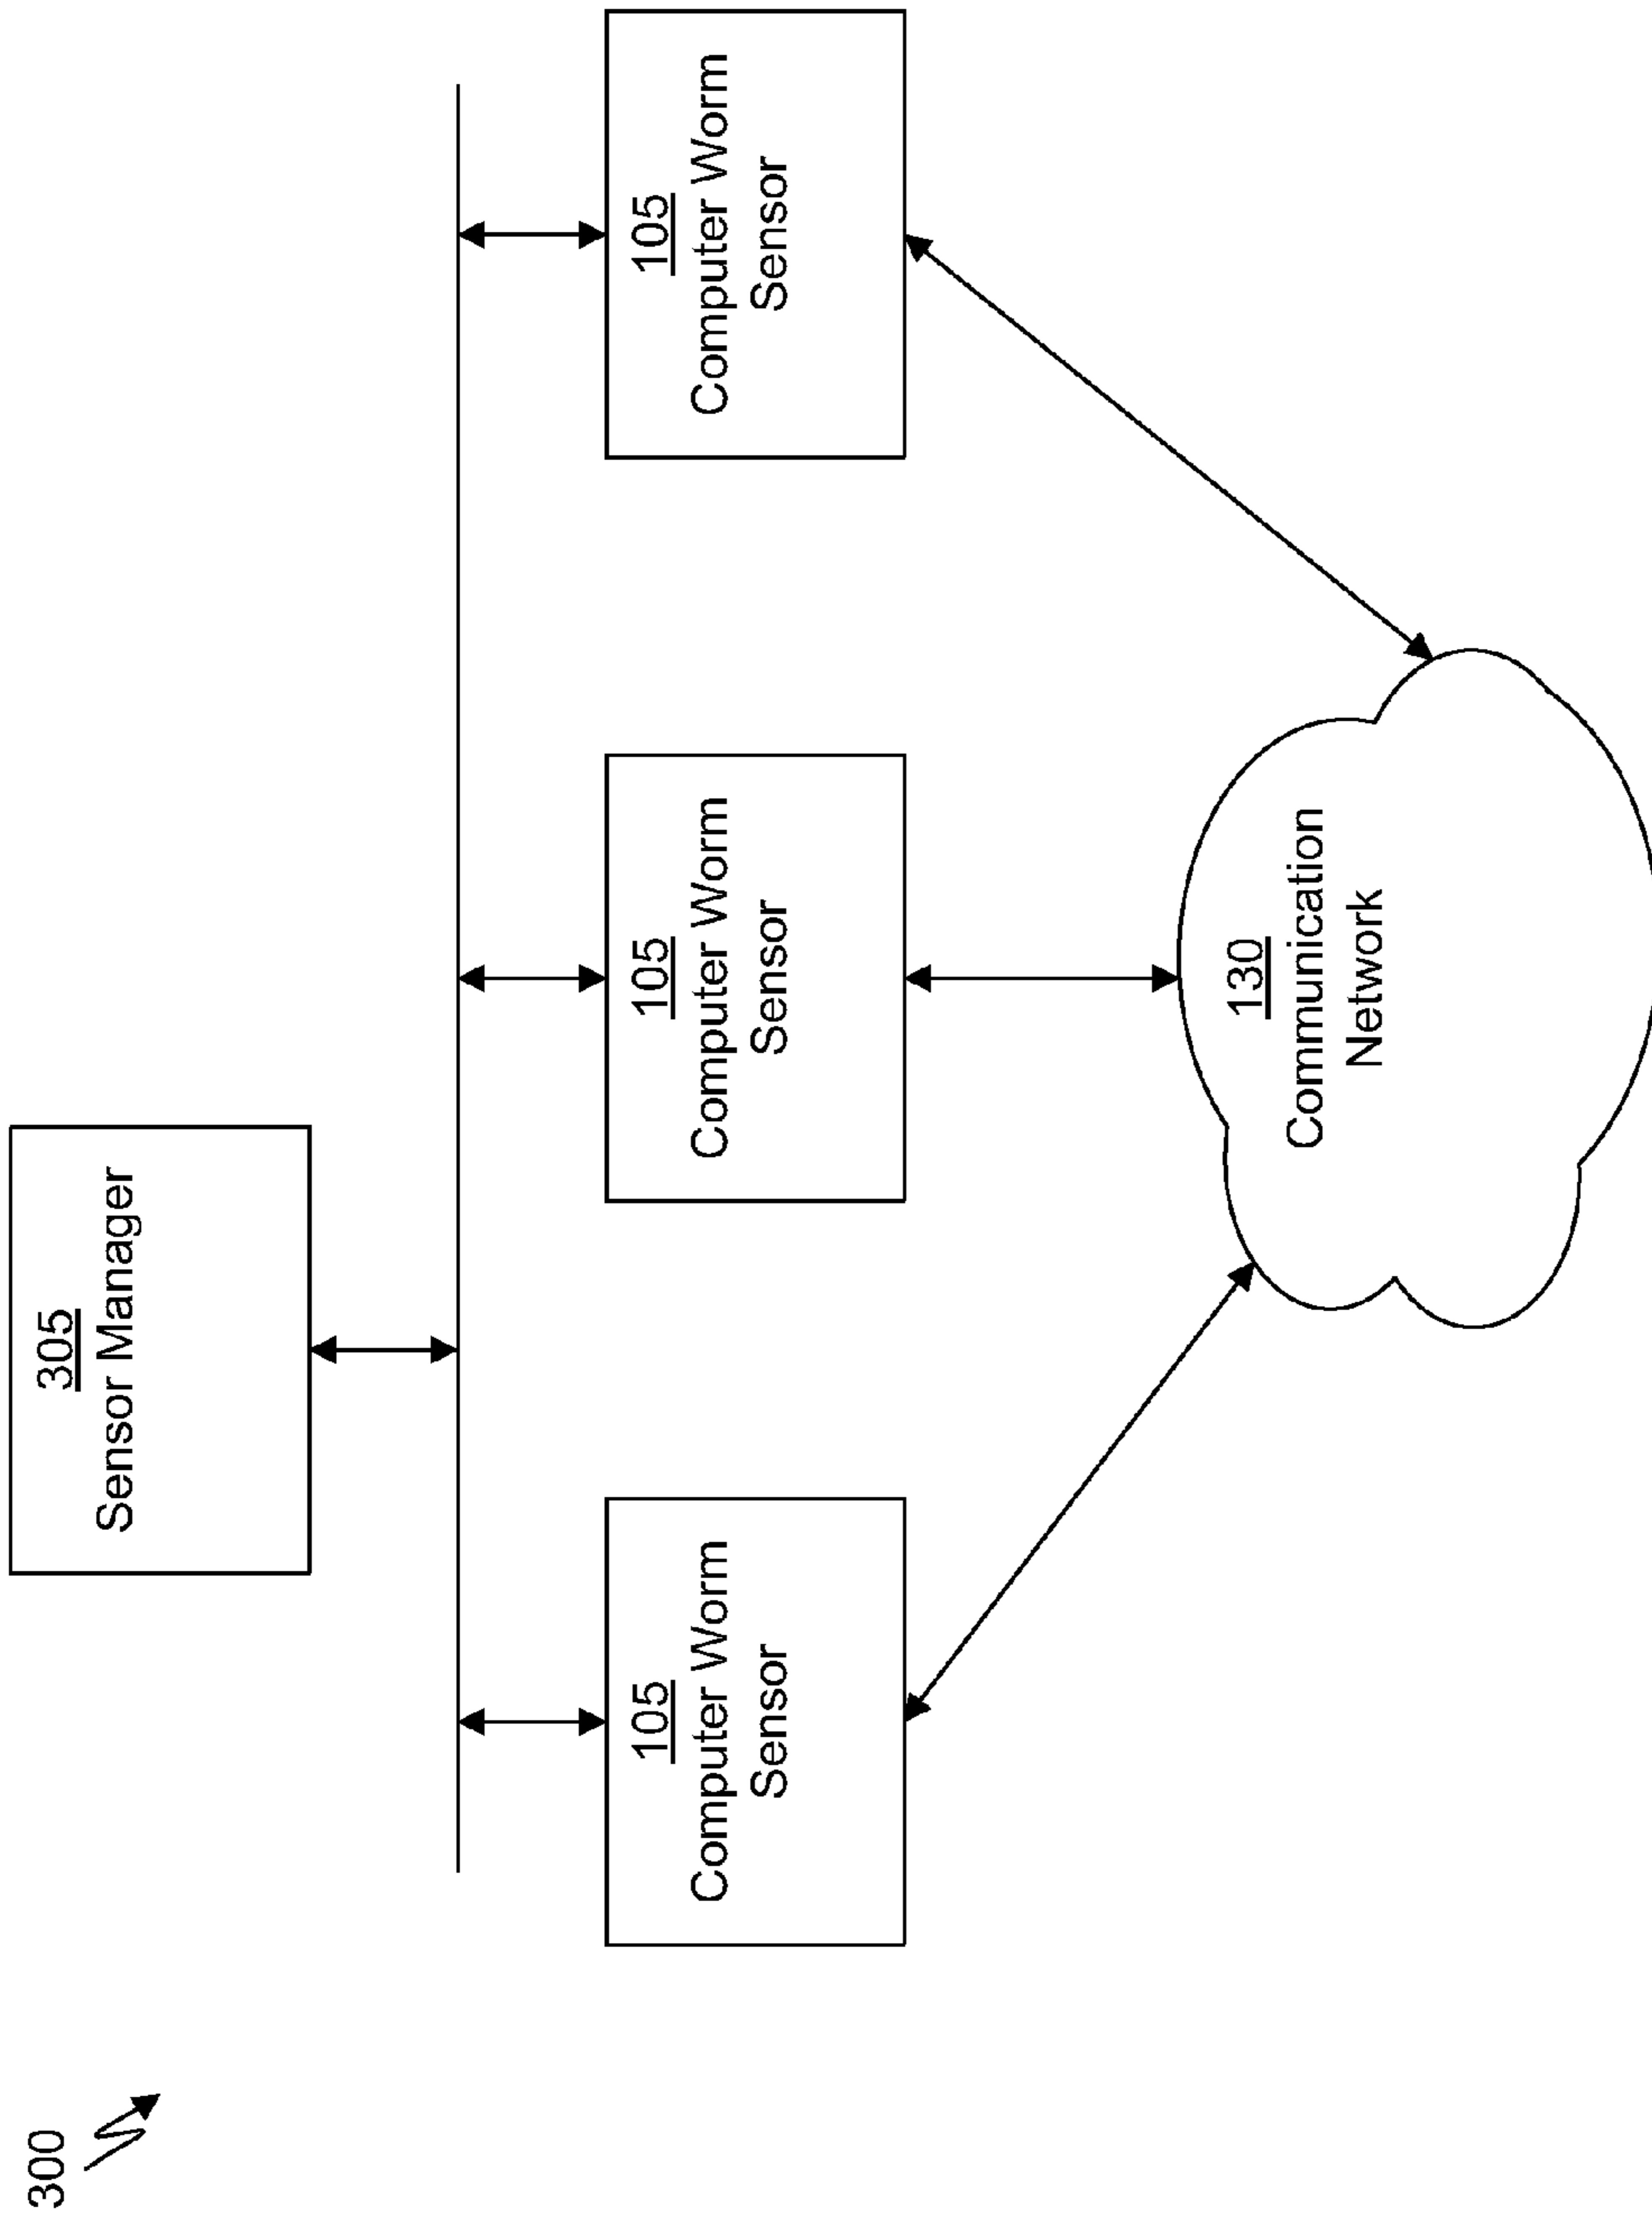 300
305
Sensor Manager
105
Computer Worm
Sensor
105
Computer Worm
Sensor
105
Computer Worm
Sensor
130
Communication
Network